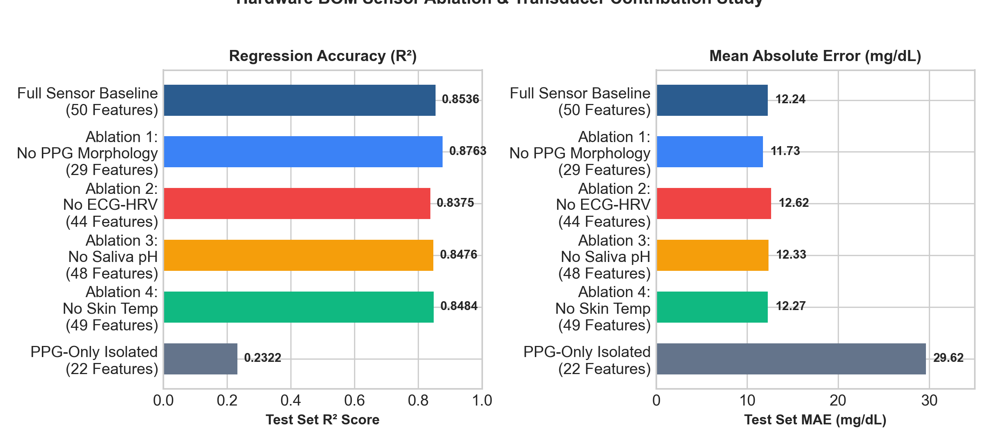 Hardware BOM Sensor Ablation & Transducer Contribution Study
Regression Accuracy (R²)
Full Sensor Baseline
(50 Features)
Ablation 1:
No PPG Morphology
(29 Features)
Ablation 2:
No ECG-HRV
(44 Features)
Ablation 3:
No Saliva pH
(48 Features)
Ablation 4:
No Skin Temp
(49 Features)
PPG-Only Isolated
(22 Features)
0.8536
0.8763
0.8375
0.8476
0.8484
0.2322
0.0 0.2 0.4 0.6 0.8 1.0
Test Set R² Score
Mean Absolute Error (mg/dL)
Full Sensor Baseline
(50 Features)
Ablation 1:
No PPG Morphology
(29 Features)
Ablation 2:
No ECG-HRV
(44 Features)
Ablation 3:
No Saliva pH
(48 Features)
Ablation 4:
No Skin Temp
(49 Features)
PPG-Only Isolated
(22 Features)
12.24
11.73
12.62
12.33
12.27
29.62
0 10 20 30
Test Set MAE (mg/dL)